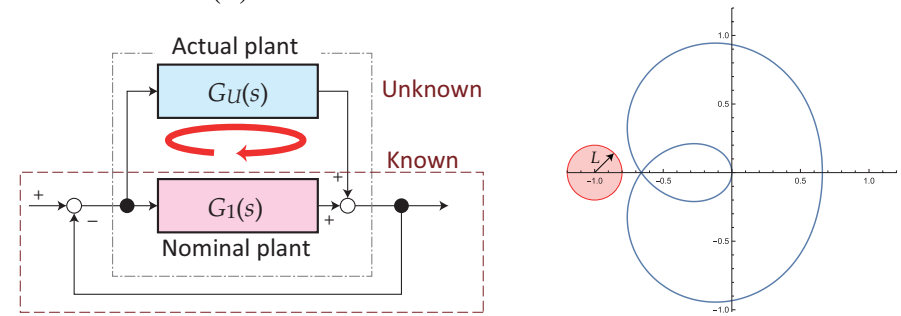 (
)
Actual plant
G_U(s)
Unknown
Known
+
+
−
G_1(s)
+
Nominal plant
1.0
0.5
L
−1.0
−0.5
0.5
1.0
−0.5
−1.0